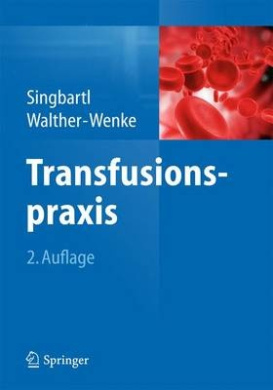 Singbartl
Walther-Wenke
Transfusions-
praxis
2. Auflage
Springer